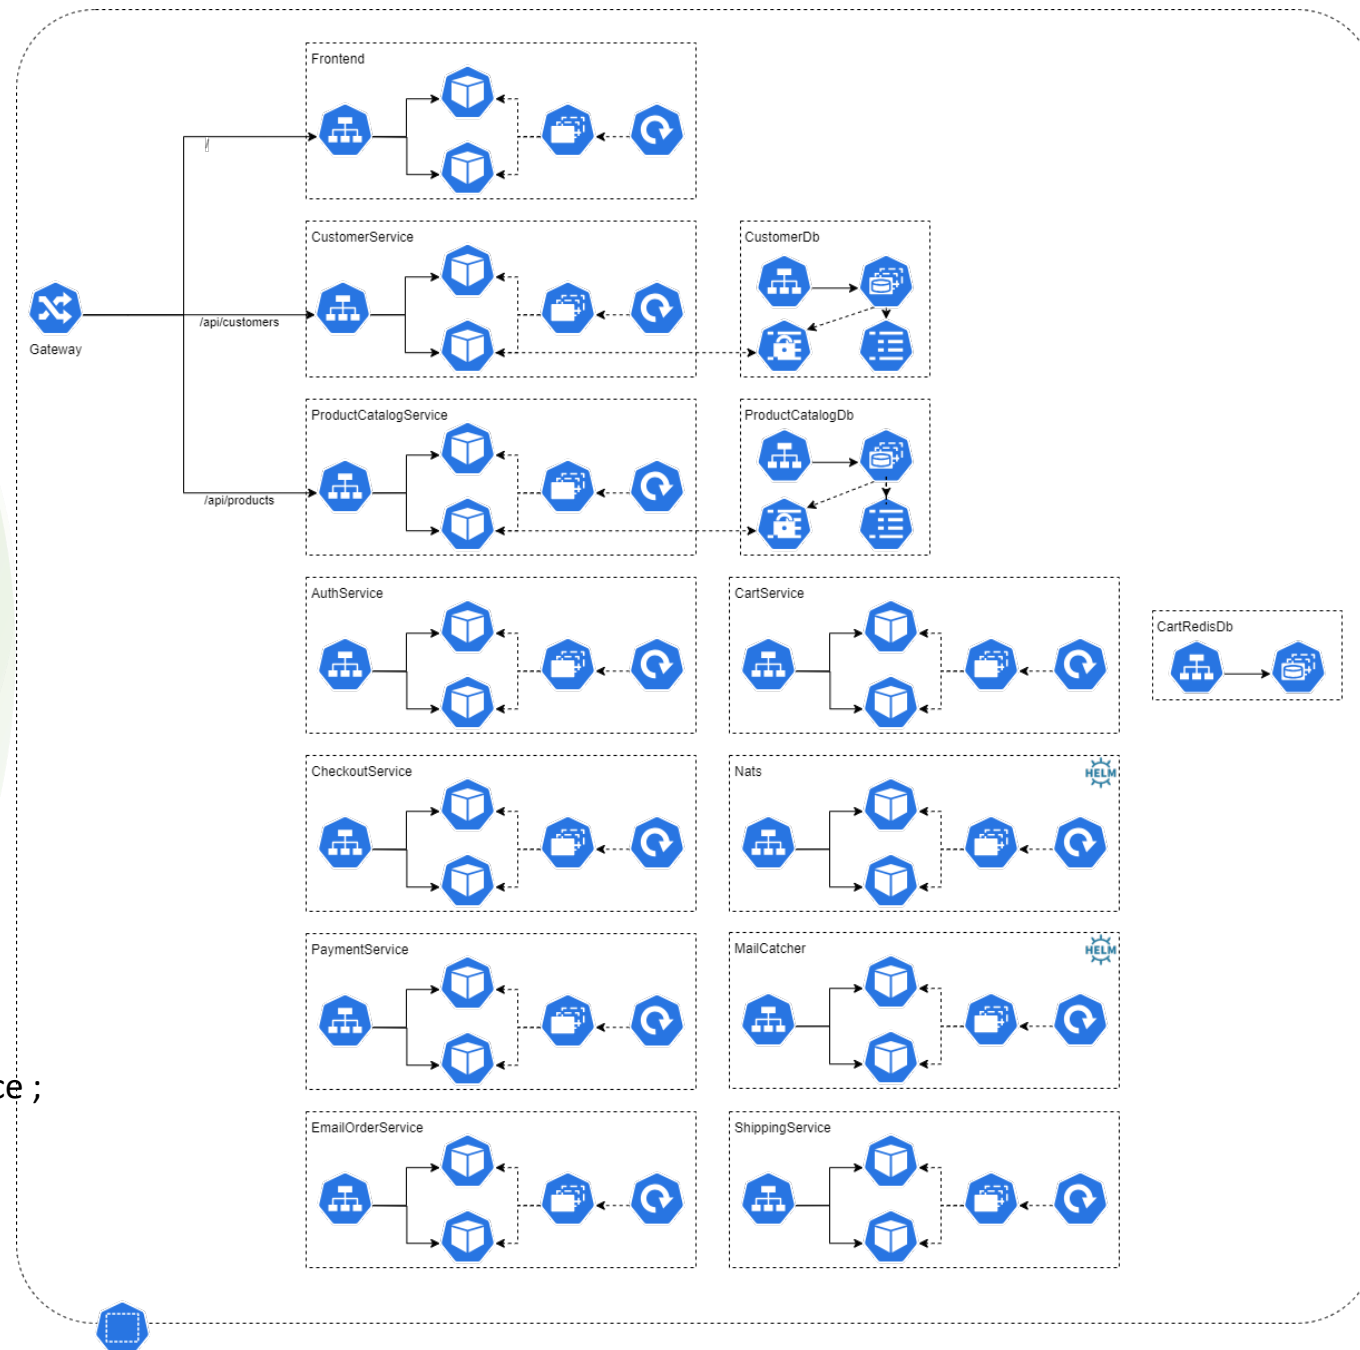 Frontend
/
CustomerService
CustomerDb
/api/customers
Gateway
ProductCatalogService
ProductCatalogDb
/api/products
AuthService
CartService
CartRedisDb
CheckoutService
Nats
HELM
PaymentService
MailCatcher
HELM
ce ;
EmailOrderService
ShippingService